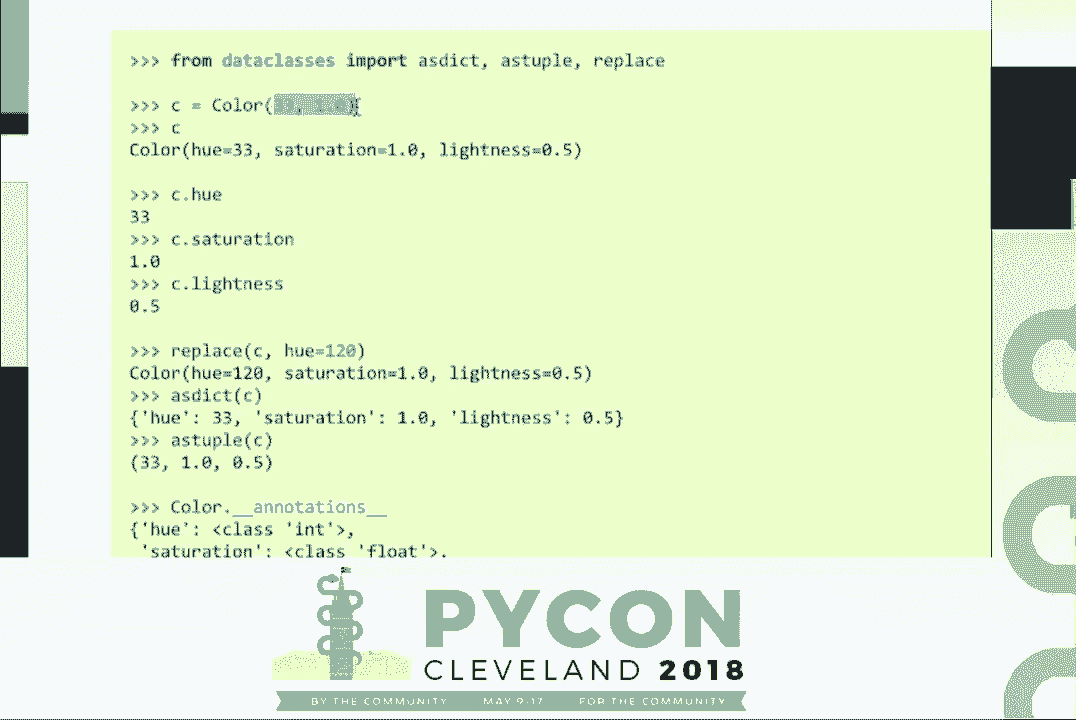 >>> from dataclasses import asdict, astuple, replace
>>> c = Color(33, 1.0)
>>> c
Color(hue=33, saturation=1.0, lightness=0.5)
>>> c.hue
33
>>> c.saturation
1.0
>>> c.lightness
0.5
>>> replace(c, hue=120)
Color(hue=120, saturation=1.0, lightness=0.5)
>>> asdict(c)
{'hue': 33, 'saturation': 1.0, 'lightness': 0.5}
>>> astuple(c)
(33, 1.0, 0.5)
>>> Color.__annotations__
{'hue': <class 'int'>,
'saturation': <class 'float'>,
PYCON
CLEVELAND 2018
BY THE COMMUNITY MAY 9-17 FOR THE COMMUNITY